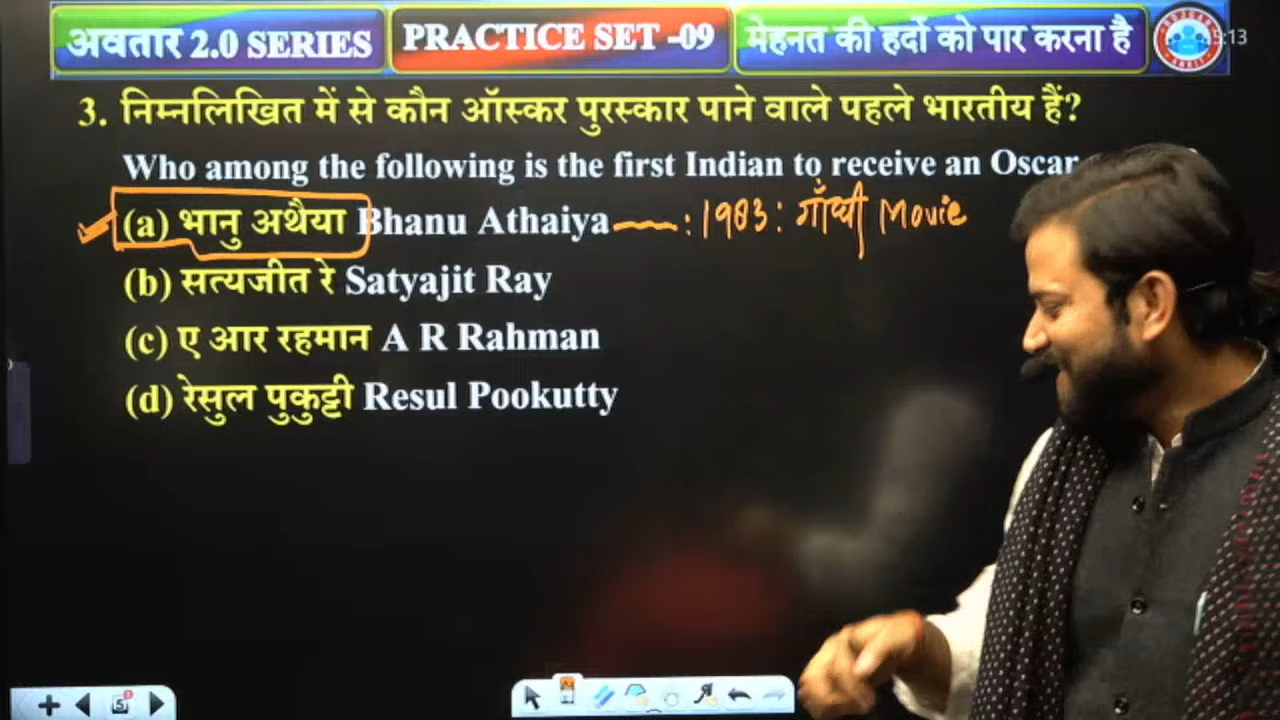 अवतार 2.0 SERIES PRACTICE SET -09 मेहनत की हदों को पार करना है
5:13
3. निम्नलिखित में से कौन ऑस्कर पुरस्कार पाने वाले पहले भारतीय हैं?
Who among the following is the first Indian to receive an Oscar
(a) भानु अथैया Bhanu Athaiya : 1983 : गाँधी Movie
(b) सत्यजीत रे Satyajit Ray
(c) ए आर रहमान A R Rahman
(d) रेसुल पुकुट्टी Resul Pookutty